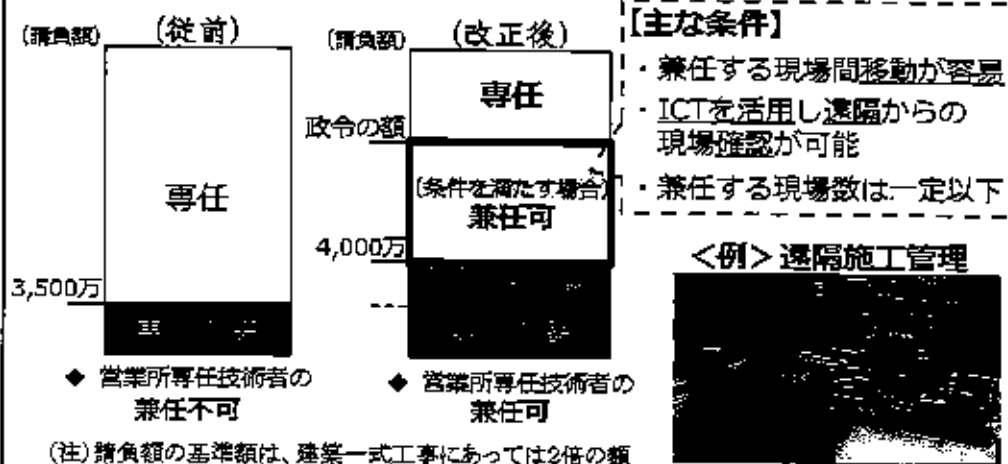 (従前)
(請負額)
専任
3,500万
◆ 営業所専任技術者の
兼任不可
(改正後)
(請負額)
専任
政令の額
(条件を満たす場合)
兼任可
4,000万
◆ 営業所専任技術者の
兼任可
(注)請負額の基準額は、建築一式工事にあっては2倍の額
【主な条件】
・兼任する現場間移動が容易
・ICTを活用し遠隔からの
現場確認が可能
・兼任する現場数は一定以下
<例>遠隔施工管理